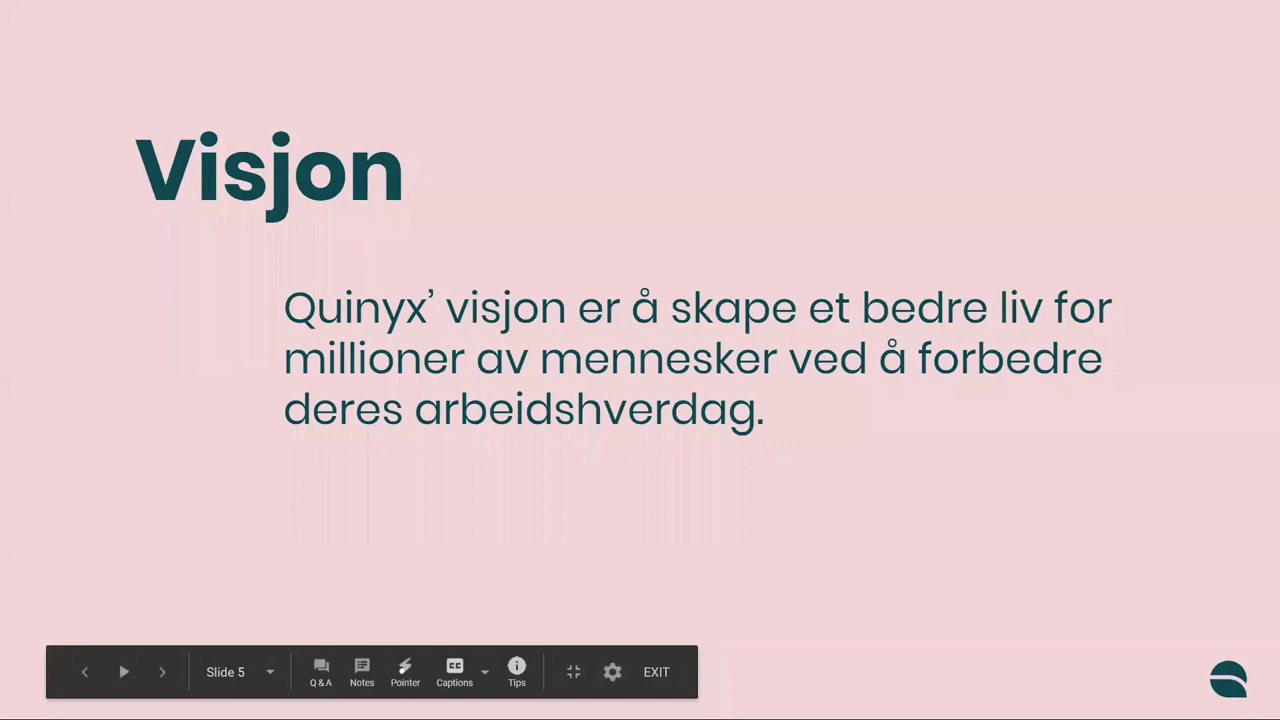 Visjon
Quinyx’ visjon er å skape et bedre liv for
millioner av mennesker ved å forbedre
deres arbeidshverdag.
Slide 5
Q & A
Notes
Pointer
CC
Captions
Tips
EXIT